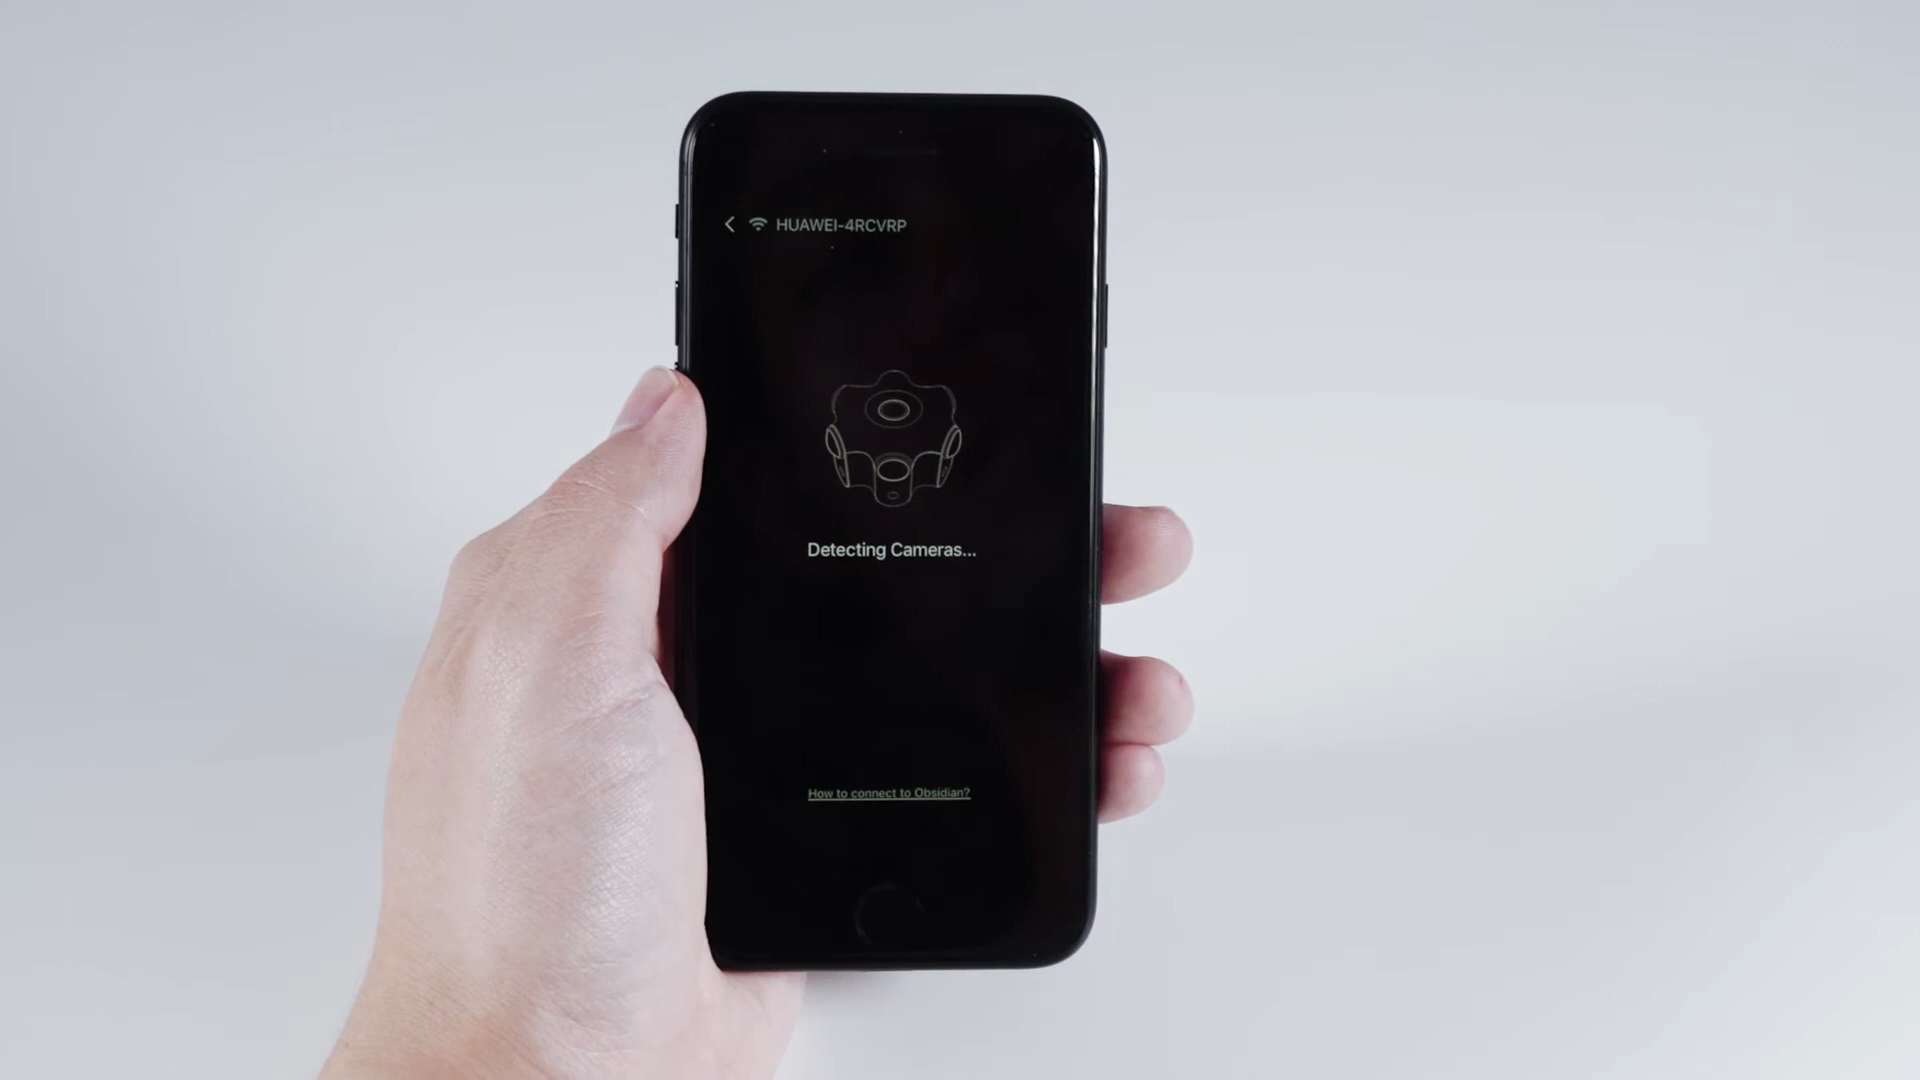 HUAWEI-4RCVRP
Detecting Cameras...
How to connect to Obsidian?